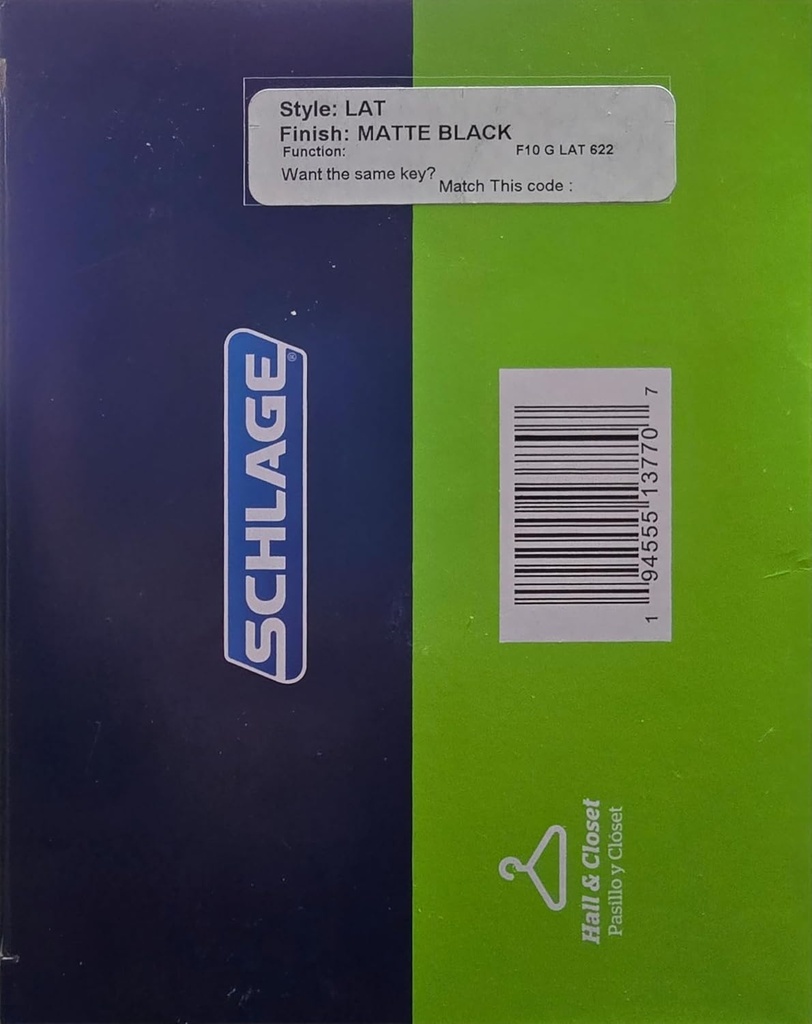 Style: LAT
Finish: MATTE BLACK
Function: F10 G LAT 622
Want the same key?
Match This code :
SCHLAGE®
1 94555 13770 7
Hall & Closet
Pasillo y Clóset